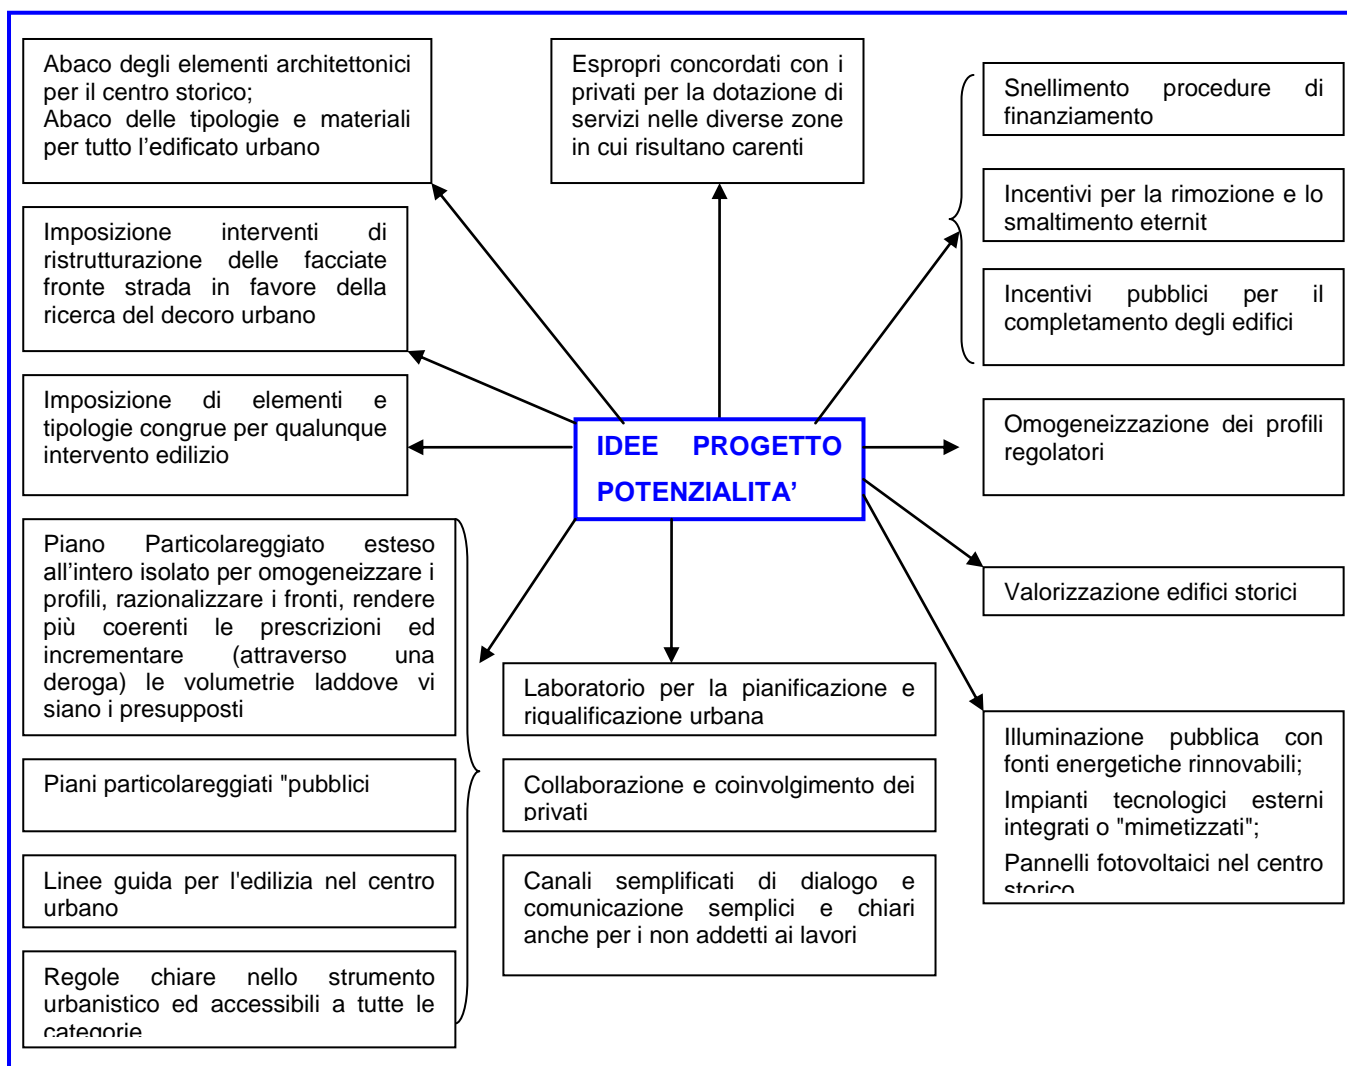 Abaco degli elementi architettonici
per il centro storico;
Abaco delle tipologie e materiali
per tutto l’edificato urbano
Espropri concordati con i
privati per la dotazione di
servizi nelle diverse zone
in cui risultano carenti
Snellimento procedure di
finanziamento
Incentivi per la rimozione e lo
smaltimento eternit
Incentivi pubblici per il
completamento degli edifici
Imposizione interventi di
ristrutturazione delle facciate
fronte strada in favore della
ricerca del decoro urbano
Imposizione di elementi e
tipologie congrue per qualunque
intervento edilizio
IDEE PROGETTO
POTENZIALITA’
Omogeneizzazione dei profili
regolatori
Valorizzazione edifici storici
Piano Particolareggiato esteso
all’intero isolato per omogeneizzare i
profili, razionalizzare i fronti, rendere
più coerenti le prescrizioni ed
incrementare (attraverso una
deroga) le volumetrie laddove vi
siano i presupposti
Piani particolareggiati "pubblici
Linee guida per l'edilizia nel centro
urbano
Regole chiare nello strumento
urbanistico ed accessibili a tutte le
categorie
Laboratorio per la pianificazione e
riqualificazione urbana
Collaborazione e coinvolgimento dei
privati
Canali semplificati di dialogo e
comunicazione semplici e chiari
anche per i non addetti ai lavori
Illuminazione pubblica con
fonti energetiche rinnovabili;
Impianti tecnologici esterni
integrati o "mimetizzati";
Pannelli fotovoltaici nel centro
storico